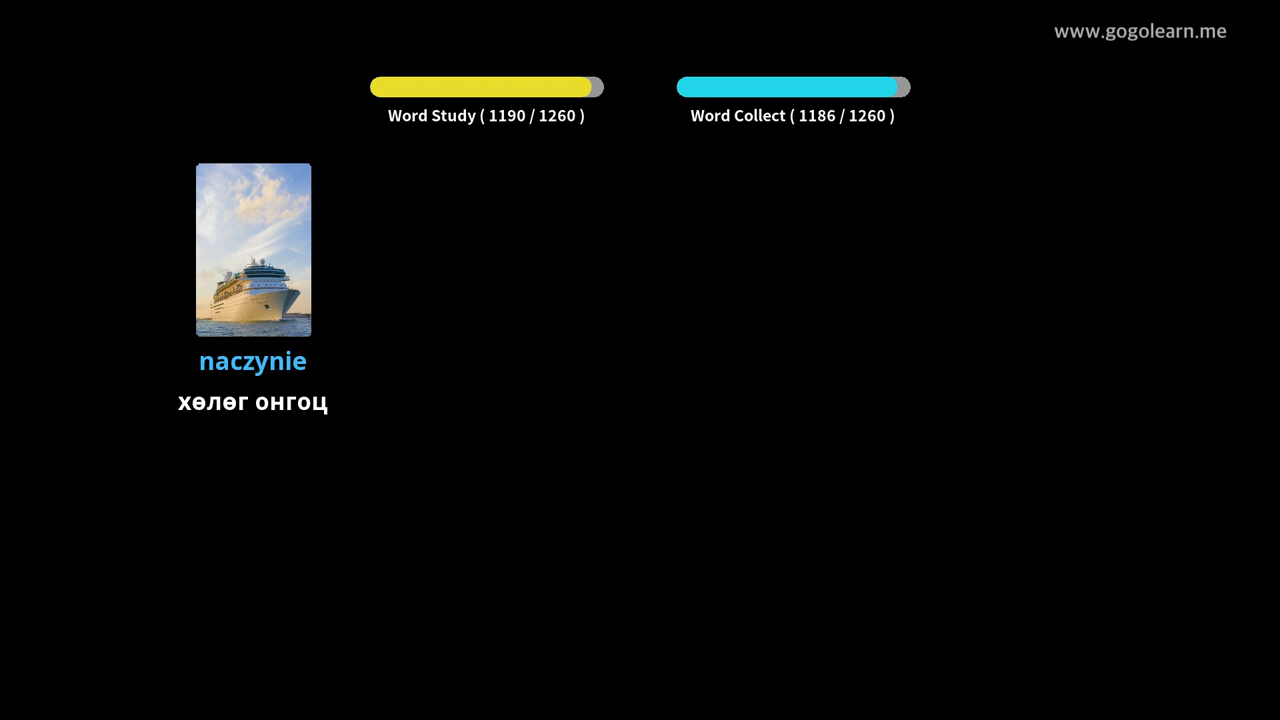 www.gogolearn.me
Word Study ( 1190 / 1260 )
Word Collect ( 1186 / 1260 )
naczynie
хөлөг онгоц